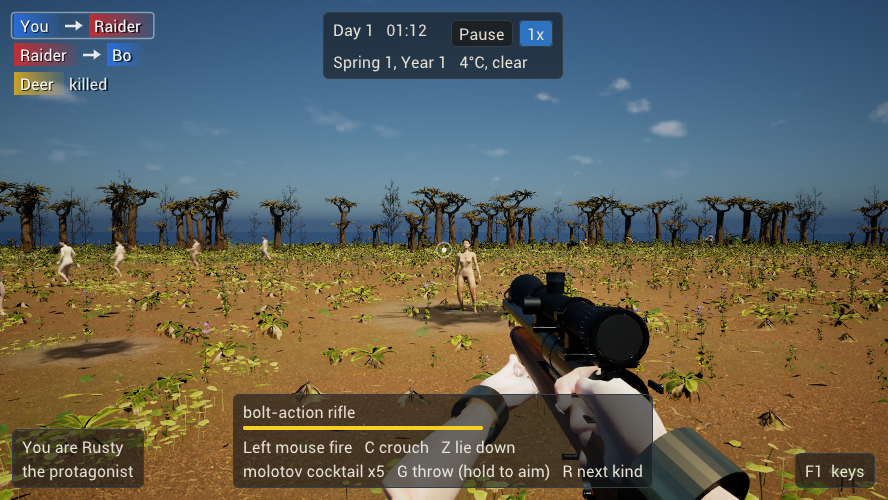 You → Raider
Raider → Bo
Deer killed
Day 1 01:12 Pause 1x
Spring 1, Year 1 4°C, clear
bolt-action rifle
Left mouse fire C crouch Z lie down
molotov cocktail x5 G throw (hold to aim) R next kind
You are Rusty
the protagonist
F1 keys